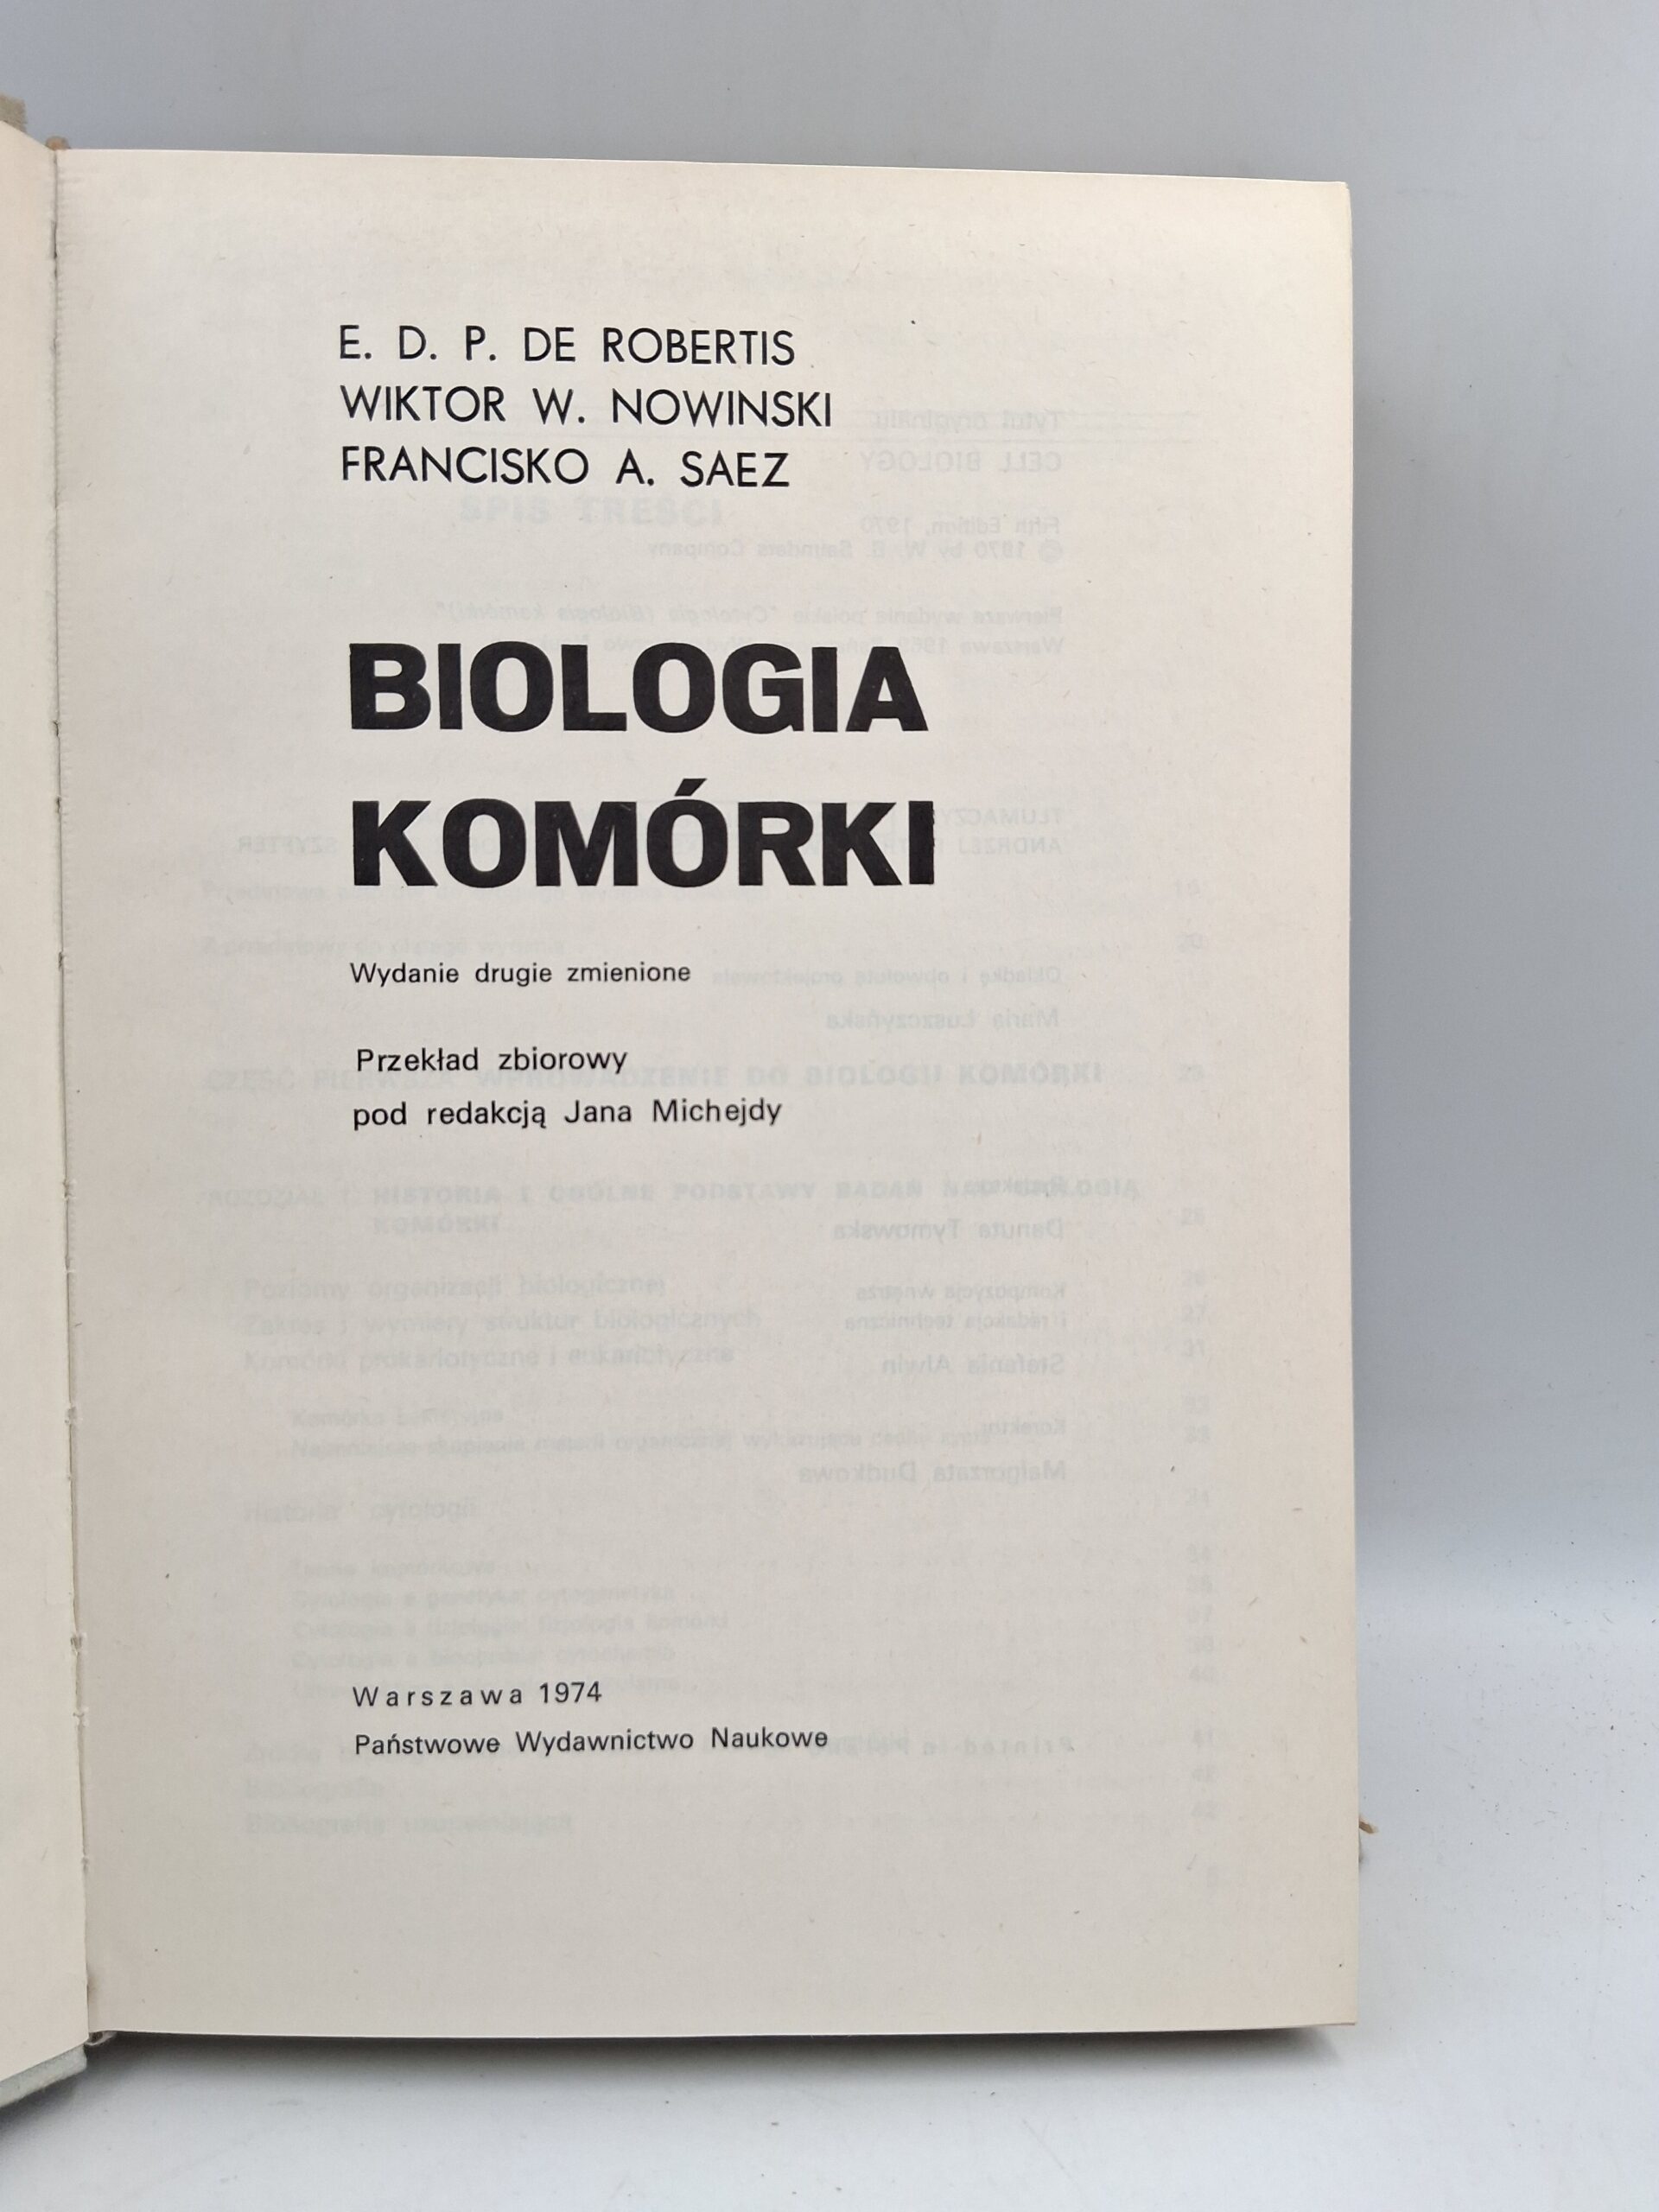 E. D. P. DE ROBERTIS
WIKTOR W. NOWINSKI
FRANCISKO A. SAEZ
BIOLOGIA
KOMÓRKI
Wydanie drugie zmienione
Przekład zbiorowy
pod redakcją Jana Michejdy
Warszawa 1974
Państwowe Wydawnictwo Naukowe